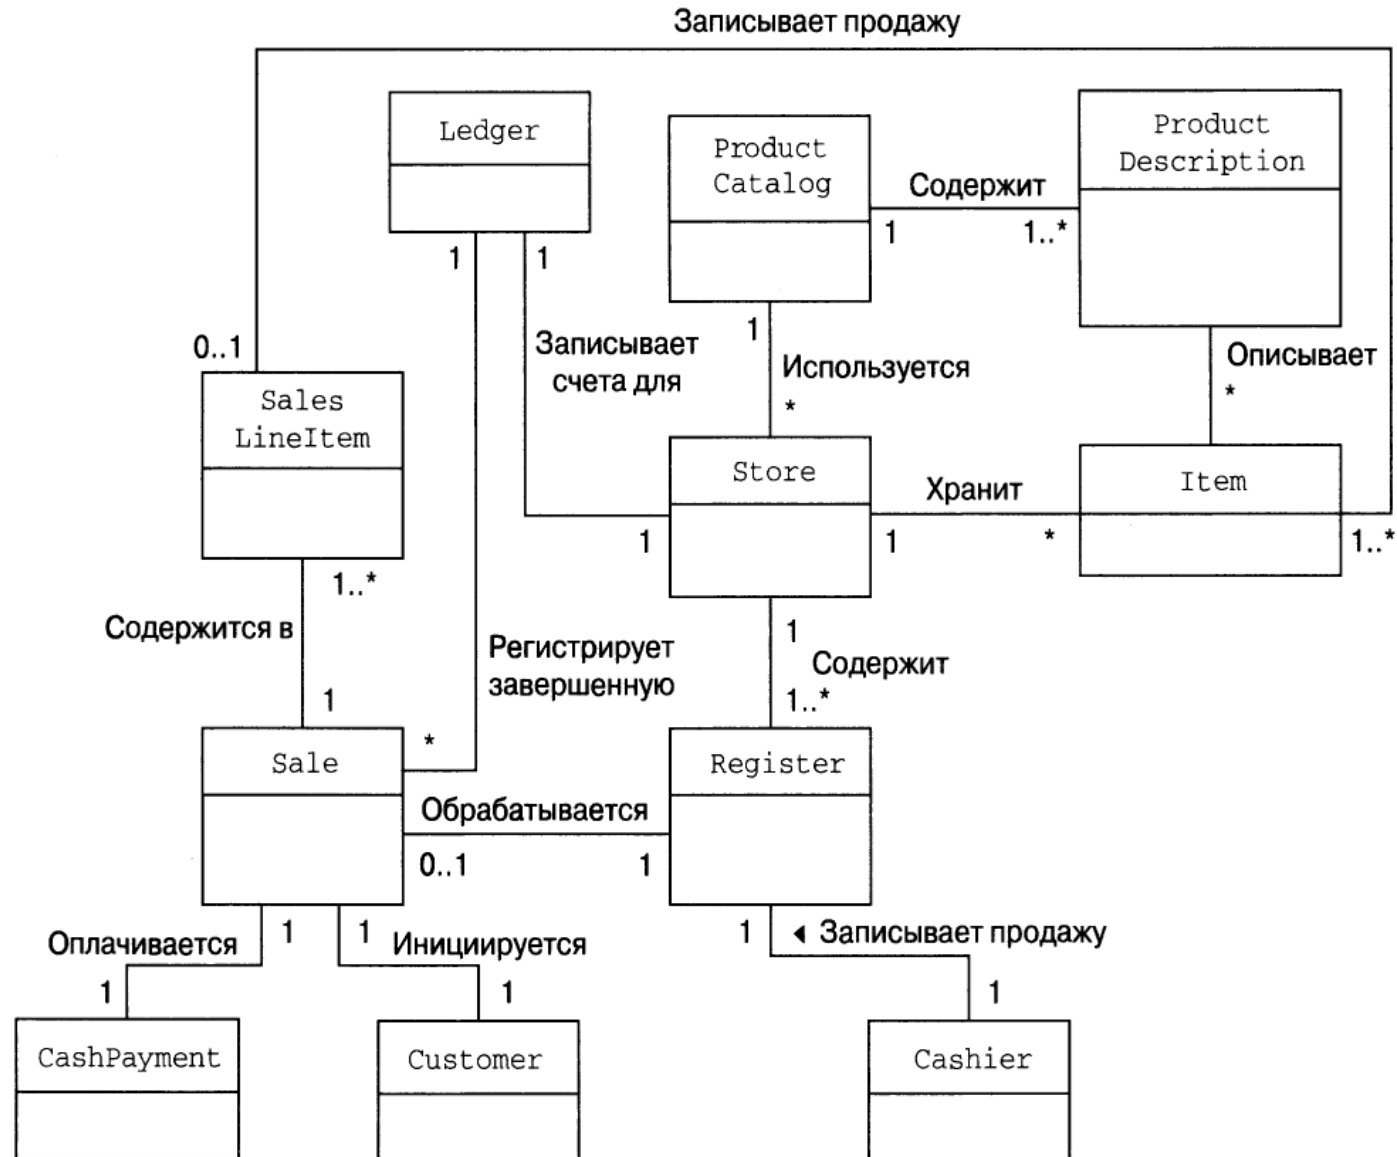 Записывает продажу
Ledger
Product
Catalog
Product
Description
Содержит
1
1..*
1
1
0..1
Записывает
счета для
1
Используется
*
Описывает
*
Sales
LineItem
Store
Хранит
Item
1
1
*
1..*
1..*
Содержится в
1
Регистрирует
завершенную
1
Содержит
1..*
*
Sale
Register
Обрабатывается
0..1
1
Оплачивается
1
1
Инициируется
1
◄ Записывает продажу
1
1
1
CashPayment
Customer
Cashier